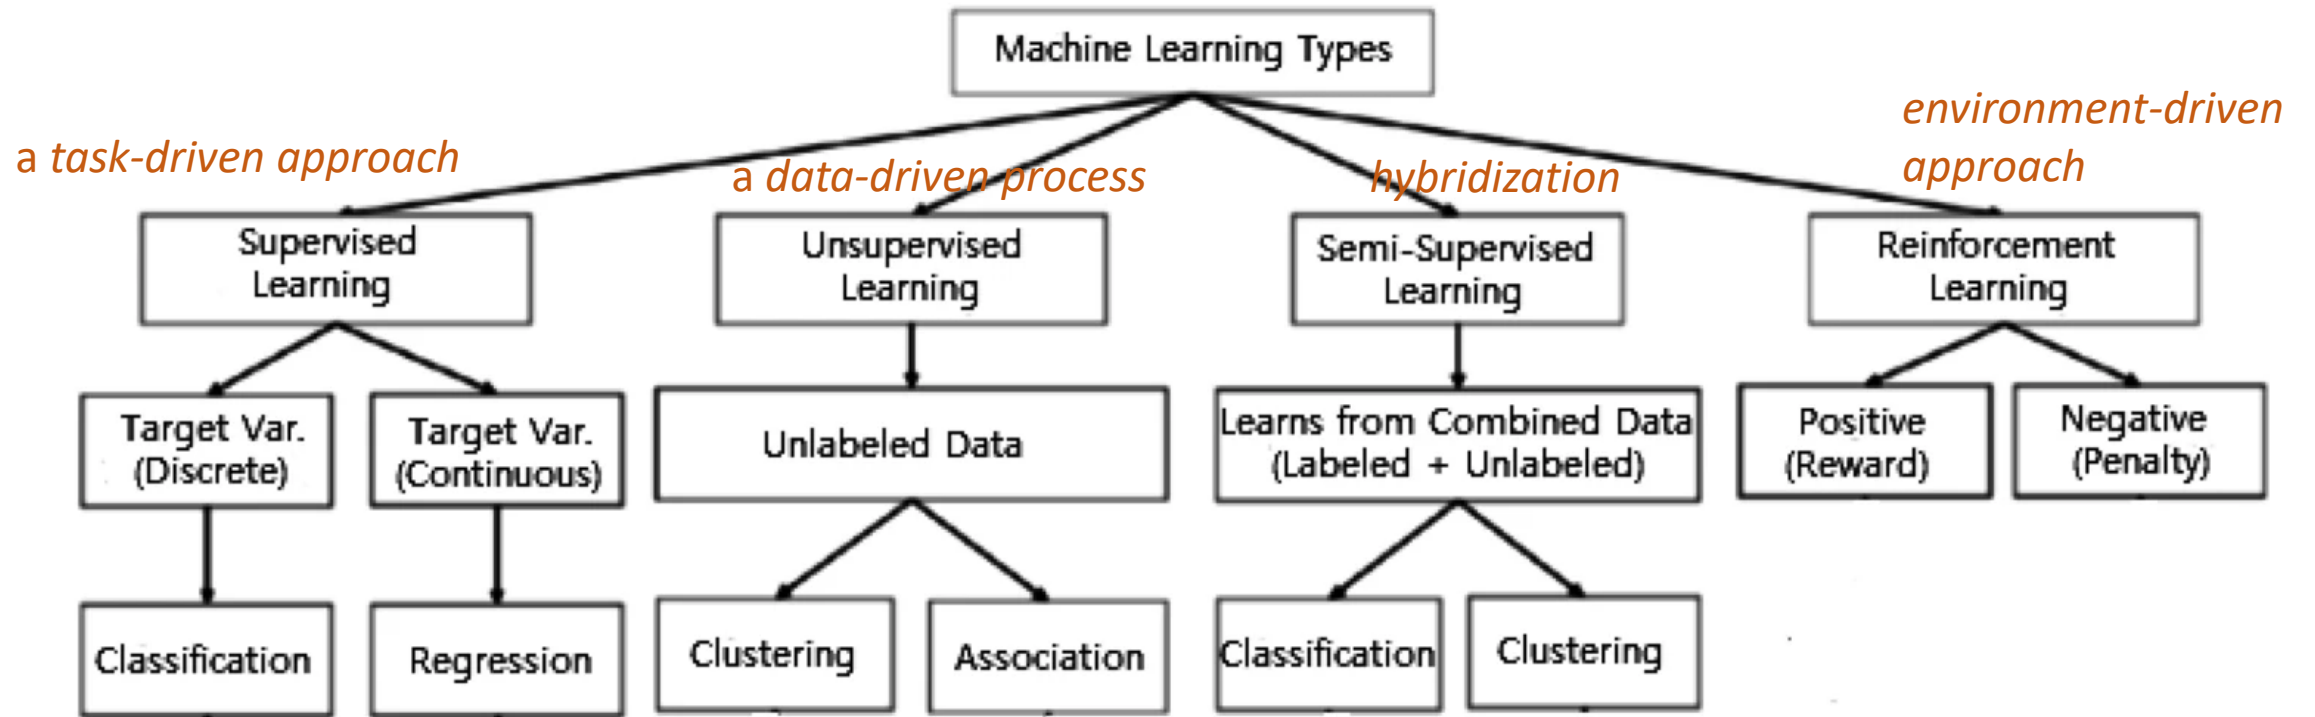 Machine Learning Types
environment-driven
approach
a task-driven approach
a data-driven process
hybridization
Supervised
Learning
Unsupervised
Learning
Semi-Supervised
Learning
Reinforcement
Learning
Target Var.
(Discrete)
Target Var.
(Continuous)
Unlabeled Data
Learns from Combined Data
(Labeled + Unlabeled)
Positive
(Reward)
Negative
(Penalty)
Classification
Regression
Clustering
Association
Classification
Clustering